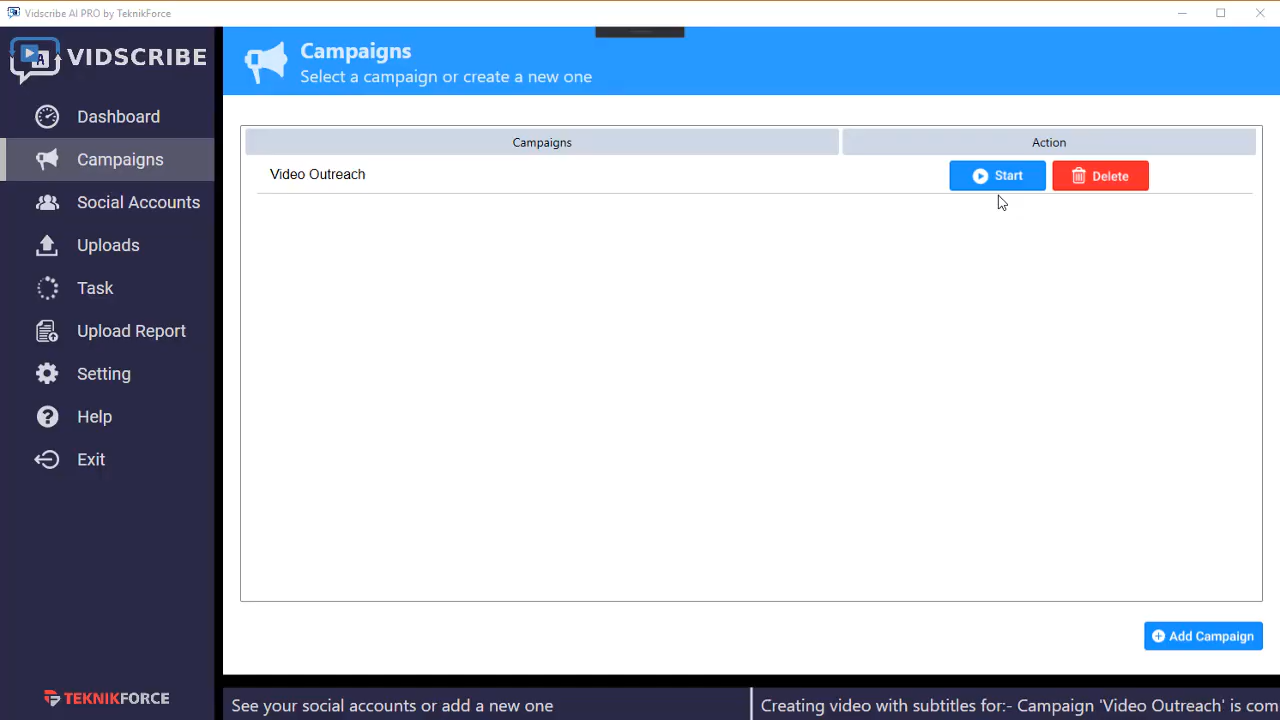 Vidscribe AI PRO by TeknikForce
VIDSCRIBE
Dashboard
Campaigns
Social Accounts
Uploads
Task
Upload Report
Setting
Help
Exit
TEKNIKFORCE
Campaigns
Select a campaign or create a new one
Campaigns
Action
Video Outreach
Start
Delete
Add Campaign
See your social accounts or add a new one
Creating video with subtitles for:- Campaign 'Video Outreach' is com